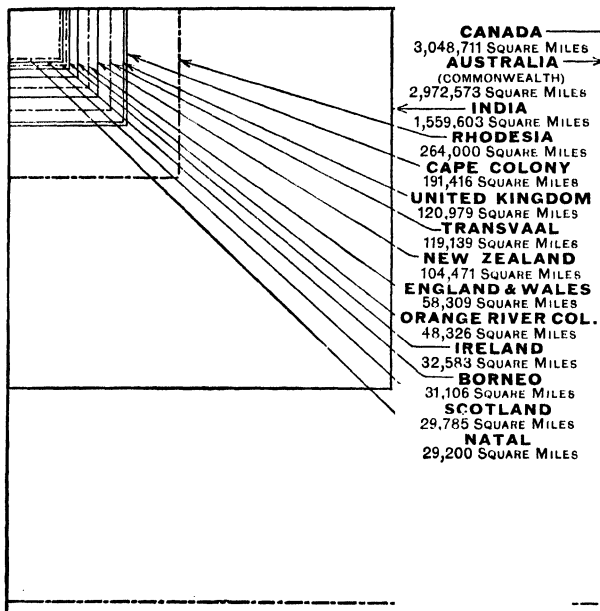 CANADA
3,048,711 SQUARE MILES
AUSTRALIA
(COMMONWEALTH)
2,972,573 SQUARE MILES
INDIA
1,559,603 SQUARE MILES
RHODESIA
264,000 SQUARE MILES
CAPE COLONY
191,416 SQUARE MILES
UNITED KINGDOM
120,979 SQUARE MILES
TRANSVAAL
119,139 SQUARE MILES
NEW ZEALAND
104,471 SQUARE MILES
ENGLAND & WALES
58,309 SQUARE MILES
ORANGE RIVER COL.
48,326 SQUARE MILES
IRELAND
32,583 SQUARE MILES
BORNEO
31,106 SQUARE MILES
SCOTLAND
29,785 SQUARE MILES
NATAL
29,200 SQUARE MILES